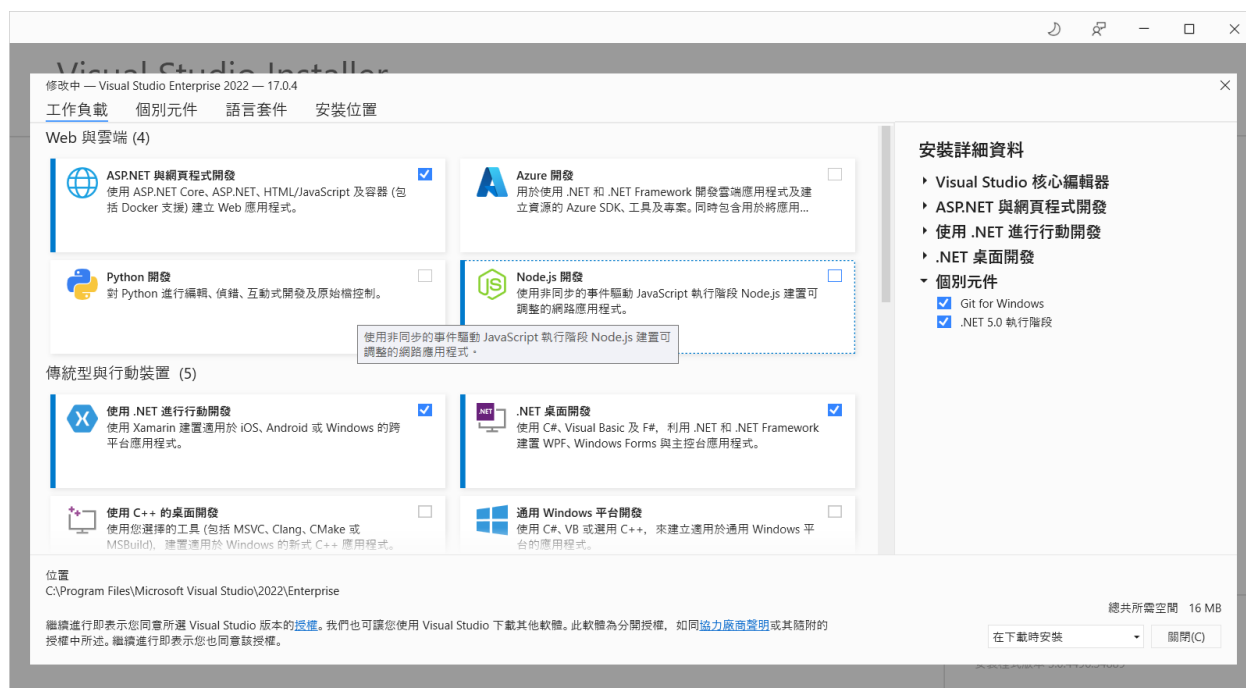 Visual Studio Installer
修改中 — Visual Studio Enterprise 2022 — 17.0.4
工作負載 個別元件 語言套件 安裝位置
Web 與雲端 (4)
ASP.NET 與網頁程式開發
使用 ASP.NET Core、ASP.NET、HTML/JavaScript 及容器 (包
括 Docker 支援) 建立 Web 應用程式。
Azure 開發
用於使用 .NET 和 .NET Framework 開發雲端應用程式及建
立資源的 Azure SDK、工具及專案。同時包含用於將應用...
Python 開發
對 Python 進行編輯、偵錯、互動式開發及原始檔控制。
Node.js 開發
使用非同步的事件驅動 JavaScript 執行階段 Node.js 建置可
調整的網路應用程式。
使用非同步的事件驅動 JavaScript 執行階段 Node.js 建置可
調整的網路應用程式。
傳統型與行動裝置 (5)
使用 .NET 進行行動開發
使用 Xamarin 建置適用於 iOS、Android 或 Windows 的跨
平台應用程式。
.NET 桌面開發
使用 C#、Visual Basic 及 F#，利用 .NET 和 .NET Framework
建置 WPF、Windows Forms 與主控台應用程式。
使用 C++ 的桌面開發
使用您選擇的工具 (包括 MSVC、Clang、CMake 或
MSBuild)，建置適用於 Windows 的新式 C++ 應用程式。
通用 Windows 平台開發
使用 C#、VB 或選用 C++，來建立適用於通用 Windows 平
台的應用程式。
安裝詳細資料
Visual Studio 核心編輯器
ASP.NET 與網頁程式開發
使用 .NET 進行行動開發
.NET 桌面開發
個別元件
Git for Windows
.NET 5.0 執行階段
位置
C:\Program Files\Microsoft Visual Studio\2022\Enterprise
繼續進行即表示您同意所選 Visual Studio 版本的授權。我們也可讓您使用 Visual Studio 下載其他軟體。此軟體為分開授權，如同協力廠商聲明或其隨附的
授權中所述。繼續進行即表示您也同意該授權。
總共所需空間 16 MB
在下載時安裝
關閉(C)